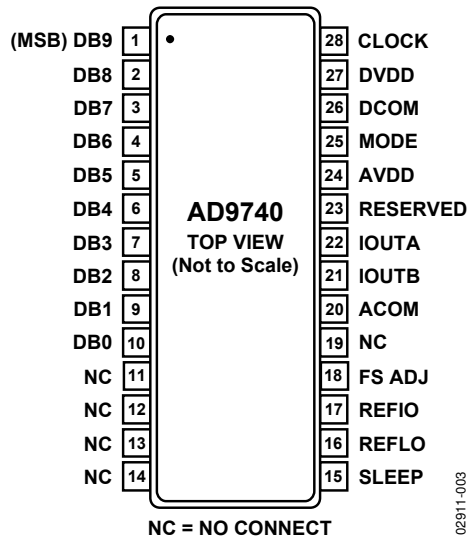 (MSB) DB9 1 28 CLOCK
DB8 2 27 DVDD
DB7 3 26 DCOM
DB6 4 25 MODE
DB5 5 24 AVDD
DB4 6 AD9740 23 RESERVED
DB3 7 TOP VIEW 22 IOUTA
DB2 8 (Not to Scale) 21 IOUTB
DB1 9 20 ACOM
DB0 10 19 NC
NC 11 18 FS ADJ
NC 12 17 REFIO
NC 13 16 REFLO
NC 14 15 SLEEP
NC = NO CONNECT
02911-003